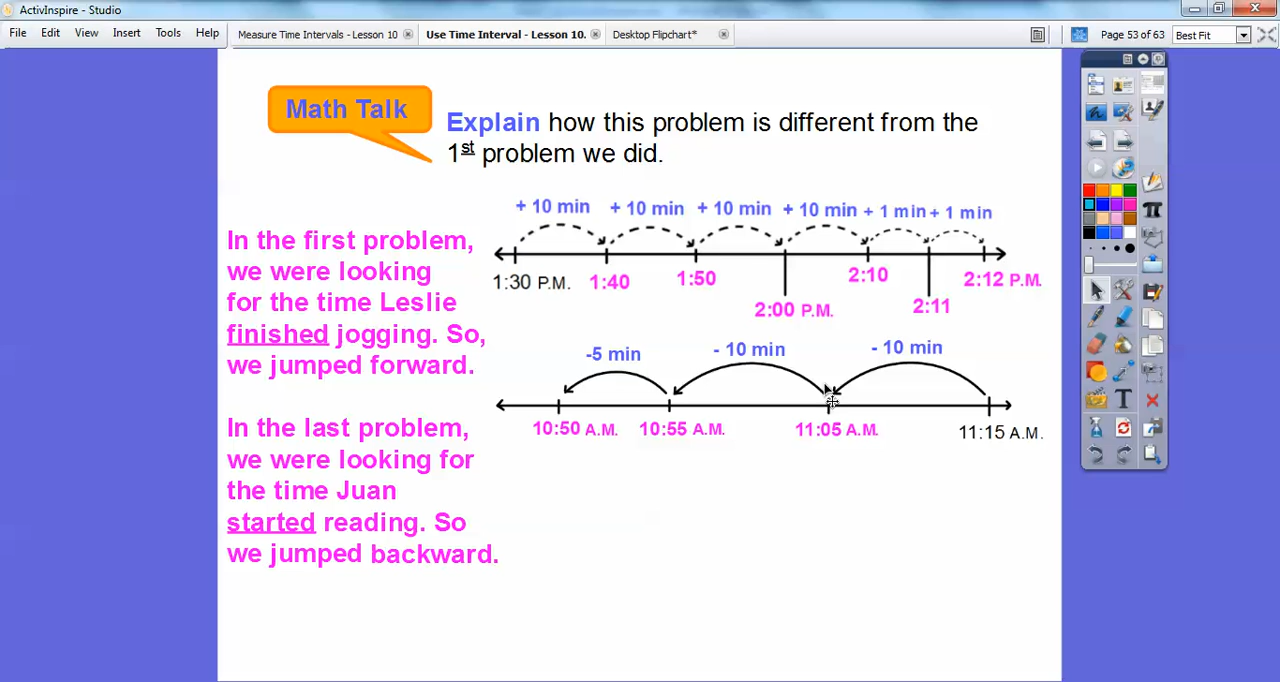 ActivInspire - Studio
File Edit View Insert Tools Help
Measure Time Intervals - Lesson 10
Use Time Interval - Lesson 10.
Desktop Flipchart*
Page 53 of 63
Best Fit
Math Talk
Explain how this problem is different from the
1st problem we did.
+ 10 min + 10 min + 10 min + 10 min + 1 min + 1 min
1:30 P.M. 1:40 1:50 2:00 P.M. 2:10 2:11 2:12 P.M.
In the first problem,
we were looking
for the time Leslie
finished jogging. So,
we jumped forward.
-5 min - 10 min - 10 min
10:50 A.M. 10:55 A.M. 11:05 A.M. 11:15 A.M.
In the last problem,
we were looking for
the time Juan
started reading. So
we jumped backward.